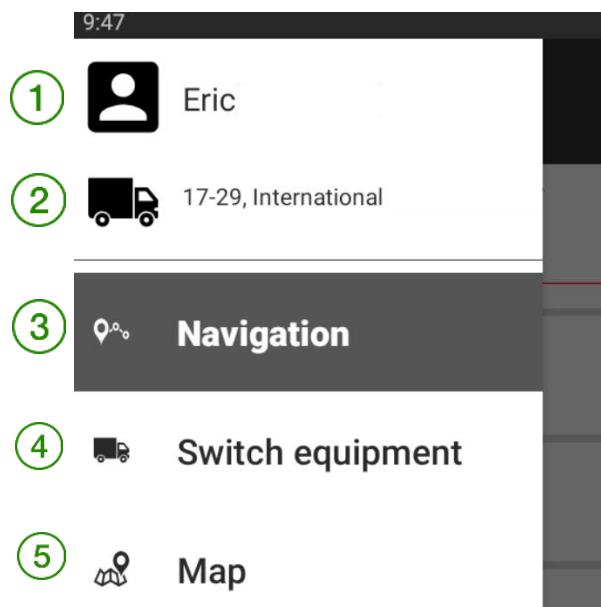 9:47
1
Eric
2
17-29, International
3
Navigation
4
Switch equipment
5
Map